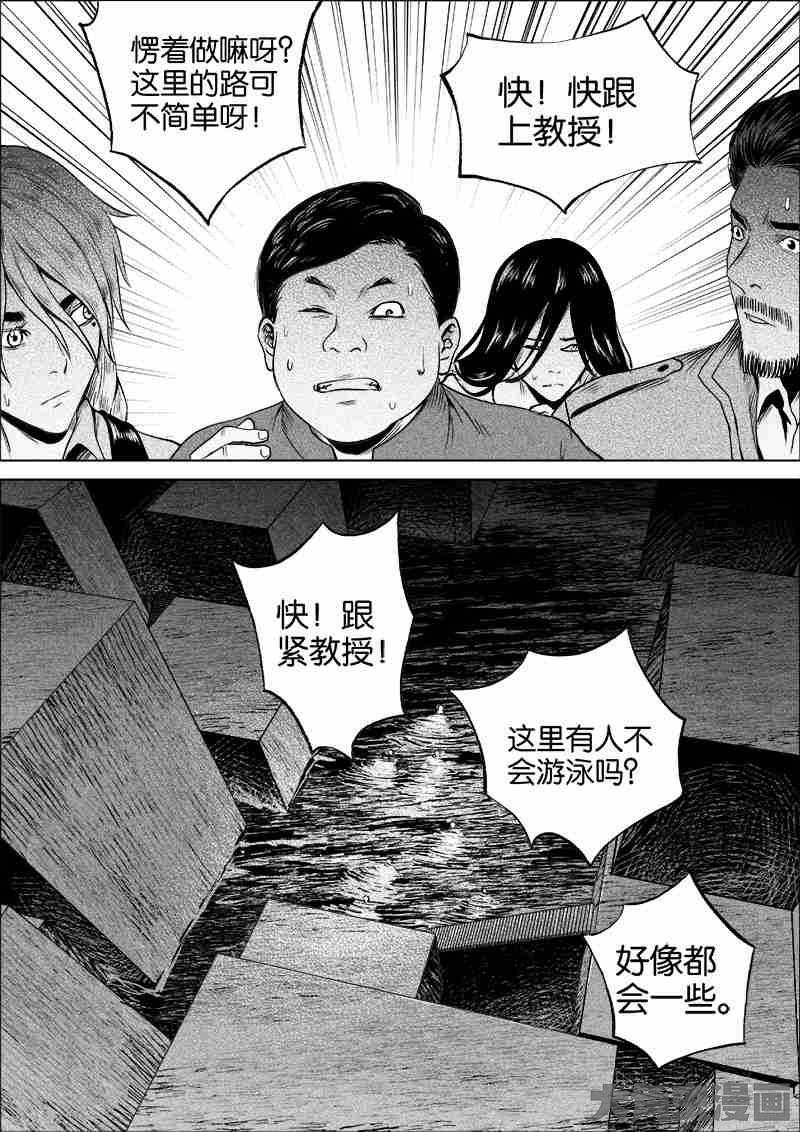 愣着做嘛呀？
这里的路可
不简单呀！
快！快跟
上教授！
快！跟
紧教授！
这里有人不
会游泳吗？
好像都
会一些。